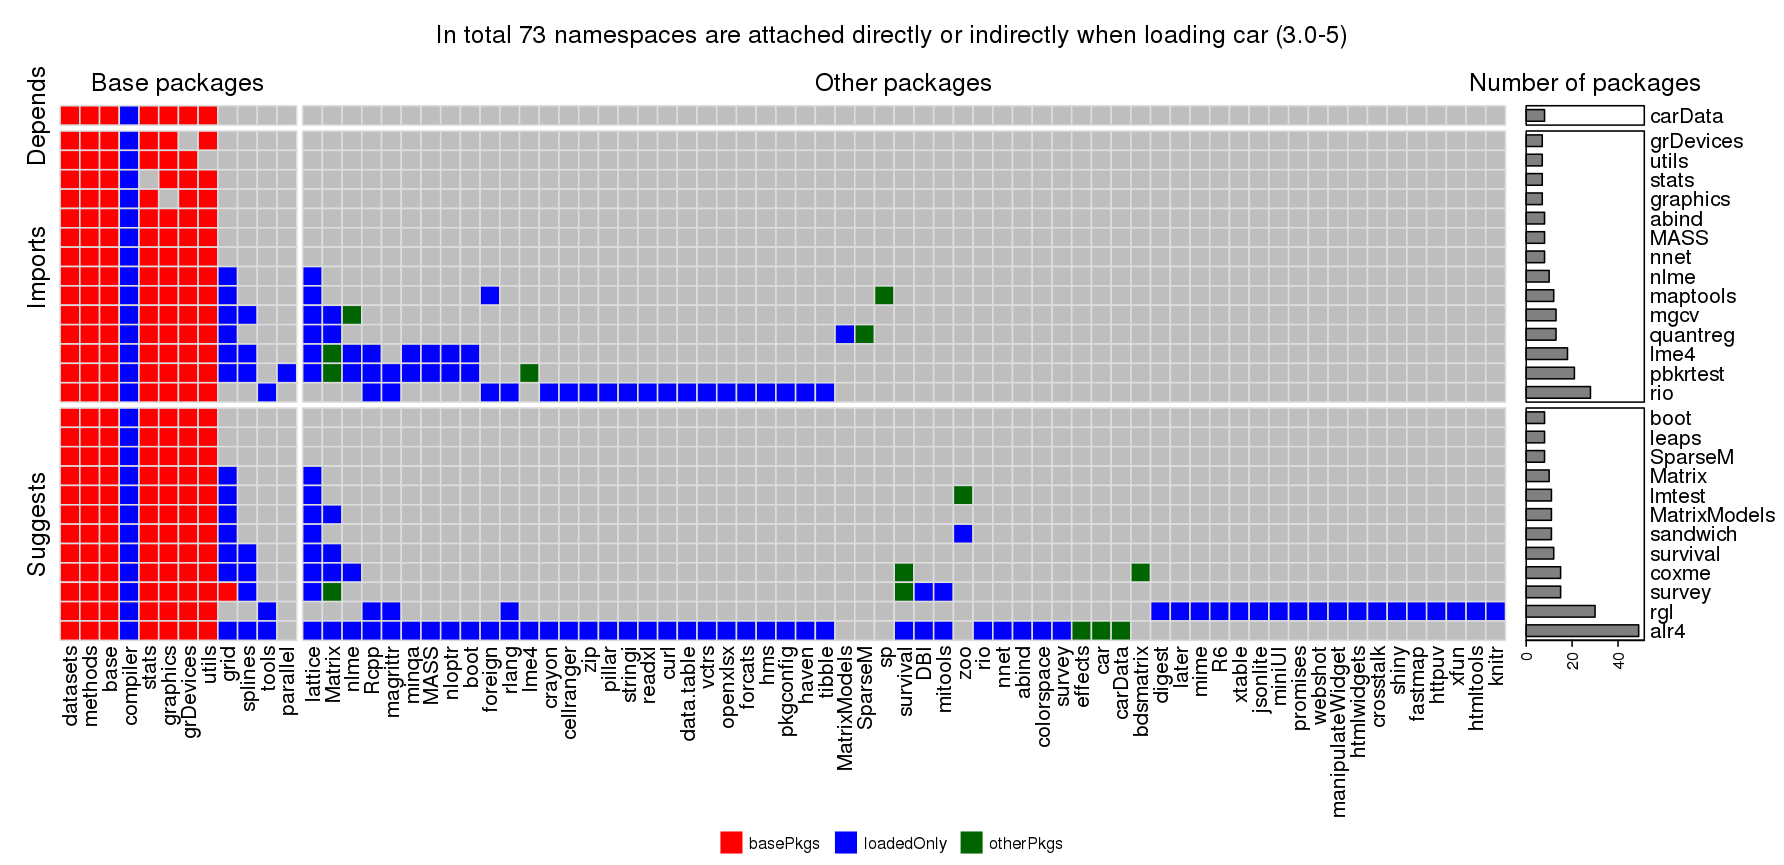 In total 73 namespaces are attached directly or indirectly when loading car (3.0-5)
Base packages
Other packages
Number of packages
Depends
carData
Imports
grDevices
utils
stats
graphics
abind
MASS
nnet
nlme
maptools
mgcv
quantreg
lme4
pbkrtest
rio
Suggests
boot
leaps
SparseM
Matrix
lmtest
MatrixModels
sandwich
survival
coxme
survey
rgl
alr4
0
20
40
datasets
methods
base
compiler
stats
graphics
grDevices
utils
grid
splines
tools
parallel
lattice
Matrix
nlme
Rcpp
magrittr
minqa
MASS
nloptr
boot
foreign
rlang
lme4
crayon
cellranger
zip
pillar
stringi
readxl
curl
data.table
vctrs
openxlsx
forcats
hms
pkgconfig
haven
tibble
MatrixModels
SparseM
sp
survival
DBI
mitools
zoo
rio
nnet
abind
colorspace
survey
effects
car
carData
bdsmatrix
digest
later
mime
R6
xtable
jsonlite
miniUI
promises
webshot
manipulateWidget
htmlwidgets
crosstalk
shiny
fastmap
httpuv
xfun
htmltools
knitr
basePkgs
loadedOnly
otherPkgs